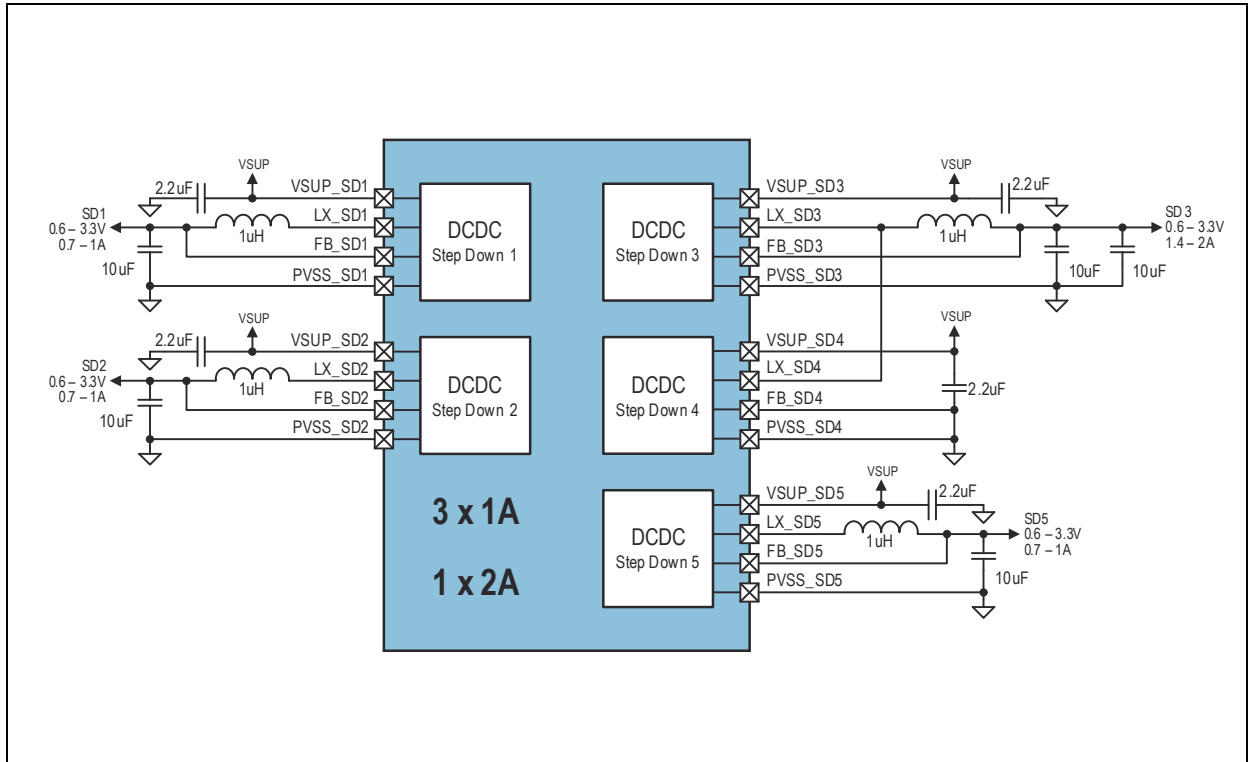 VSUP
2.2uF
VSUP_SD1
SD1
0.6 – 3.3V
0.7 – 1A
1uH
LX_SD1
FB_SD1
10uF
PVSS_SD1
DCDC
Step Down 1
VSUP
2.2uF
VSUP_SD2
SD2
0.6 – 3.3V
0.7 – 1A
1uH
LX_SD2
FB_SD2
10uF
PVSS_SD2
DCDC
Step Down 2
3 x 1A
1 x 2A
DCDC
Step Down 3
VSUP_SD3
VSUP
2.2uF
LX_SD3
1uH
SD3
0.6 – 3.3V
1.4 – 2A
FB_SD3
10uF
10uF
PVSS_SD3
DCDC
Step Down 4
VSUP
VSUP_SD4
LX_SD4
2.2uF
FB_SD4
PVSS_SD4
DCDC
Step Down 5
VSUP
VSUP_SD5
2.2uF
LX_SD5
1uH
SD5
0.6 – 3.3V
0.7 – 1A
FB_SD5
10uF
PVSS_SD5